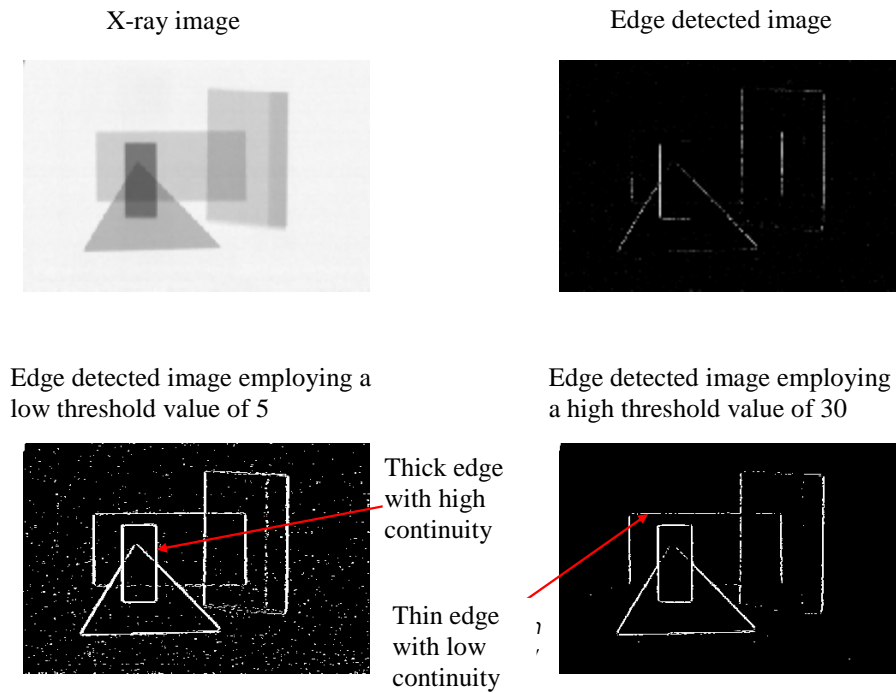 X-ray image
Edge detected image
Edge detected image employing a
low threshold value of 5
Edge detected image employing
a high threshold value of 30
Thick edge
with high
continuity
Thin edge
with low
continuity